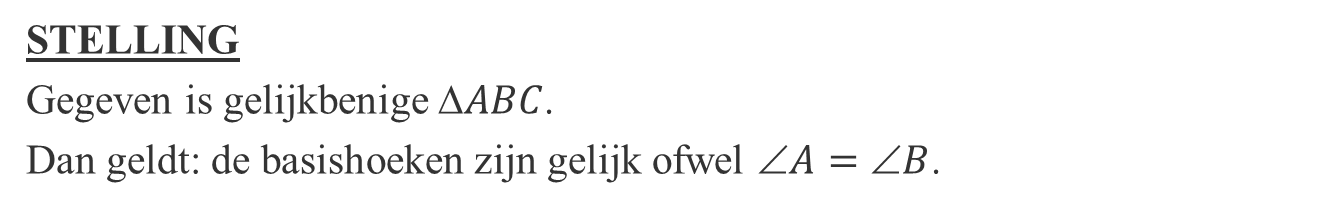 STELLING
Gegeven is gelijkbenige Δ𝐴𝐵𝐶.
Dan geldt: de basishoeken zijn gelijk ofwel ∠𝐴 = ∠𝐵.